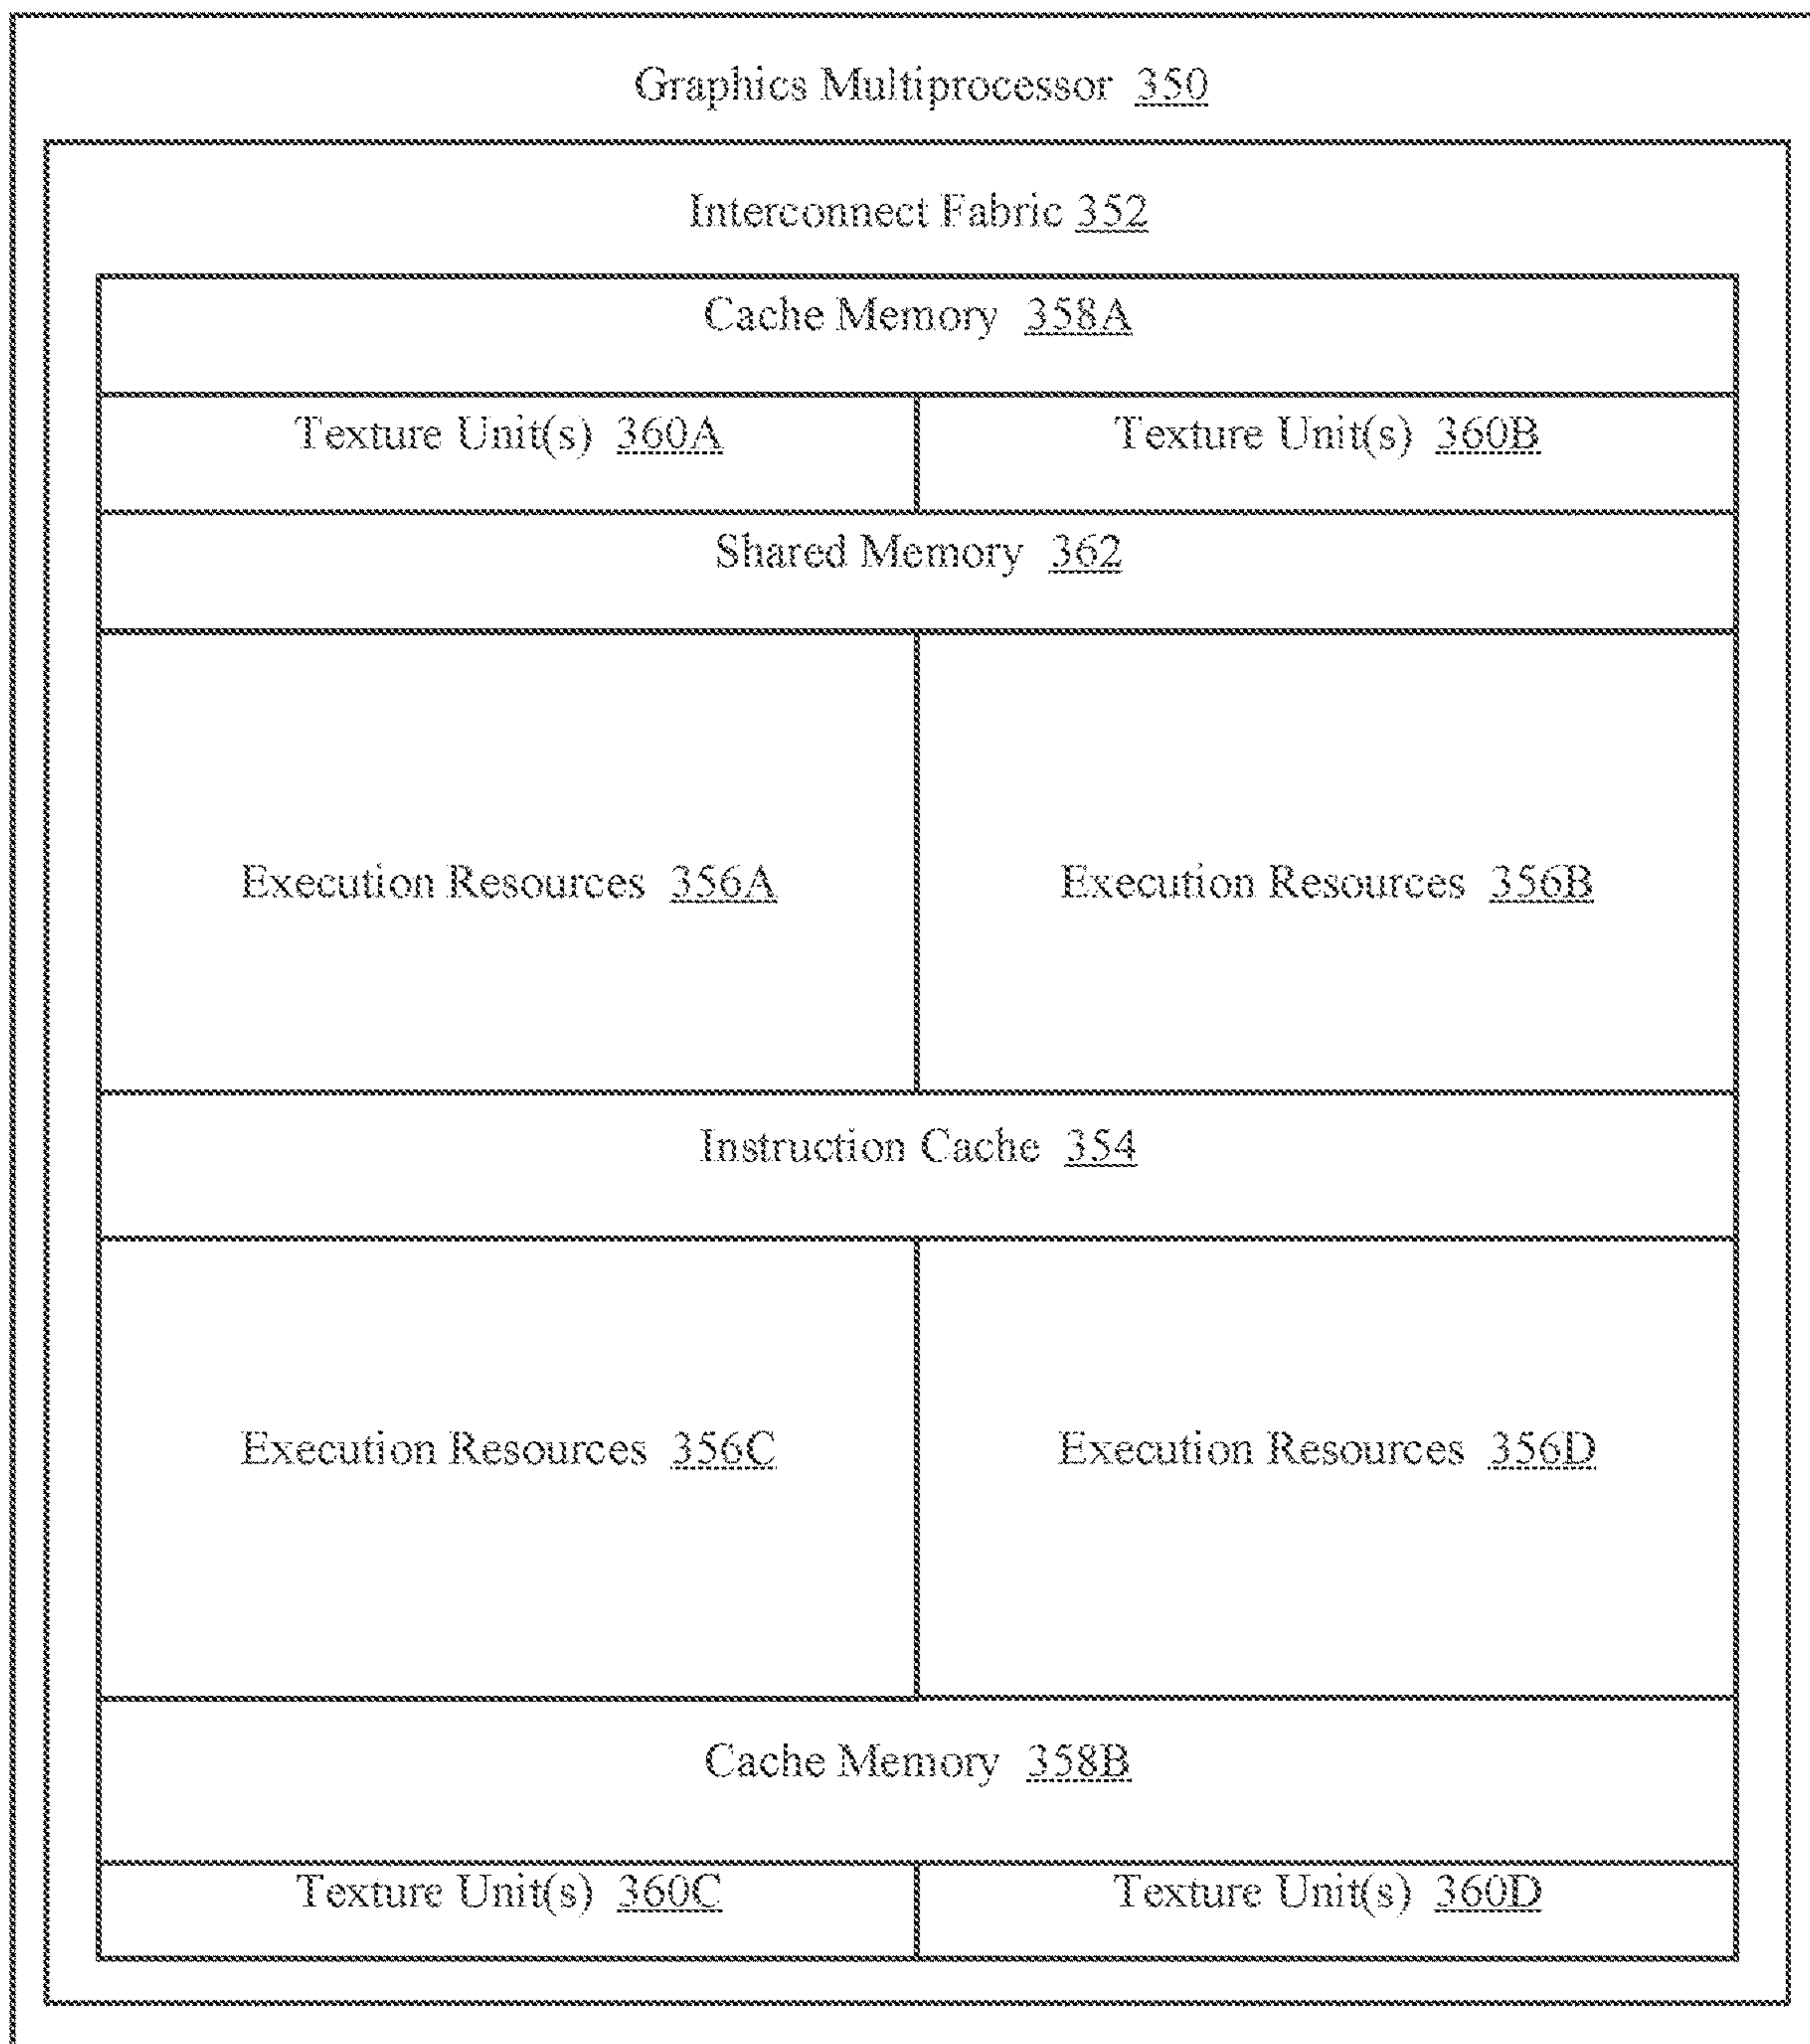 Graphics Multiprocessor 350
Interconnect Fabric 352
Cache Memory 358A
Texture Unit(s) 360A
Texture Unit(s) 360B
Shared Memory 362
Execution Resources 356A
Execution Resources 356B
Instruction Cache 354
Execution Resources 356C
Execution Resources 356D
Cache Memory 358B
Texture Unit(s) 360C
Texture Unit(s) 360D